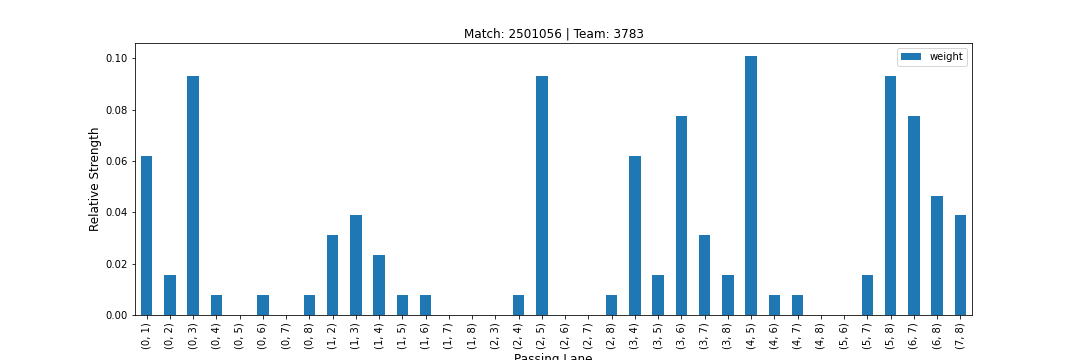 Match: 2501056 | Team: 3783
weight
Relative Strength
0.10
0.08
0.06
0.04
0.02
0.00
(0, 1) (0, 2) (0, 3) (0, 4) (0, 5) (0, 6) (0, 7) (0, 8) (1, 2) (1, 3) (1, 4) (1, 5) (1, 6) (1, 7) (1, 8) (2, 3) (2, 4) (2, 5) (2, 6) (2, 7) (2, 8) (3, 4) (3, 5) (3, 6) (3, 7) (3, 8) (4, 5) (4, 6) (4, 7) (4, 8) (5, 6) (5, 7) (5, 8) (6, 7) (6, 8) (7, 8)
Passing Lane